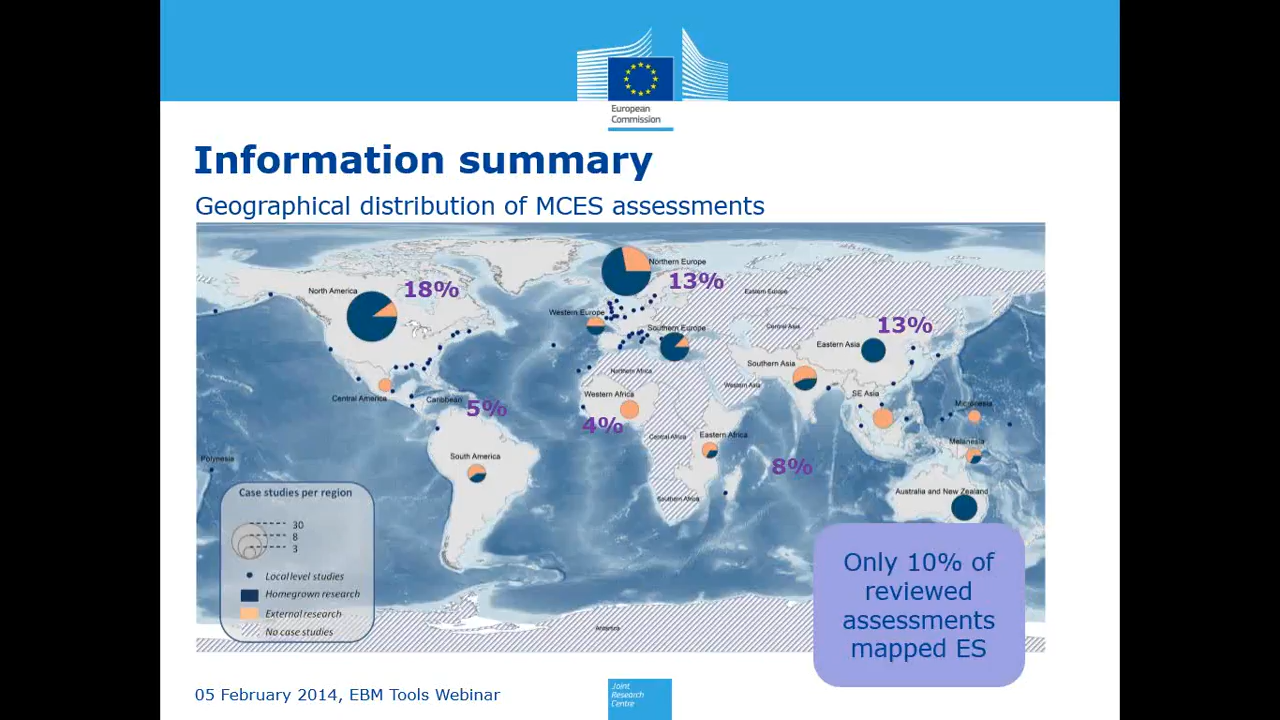 European
Commission
Information summary
Geographical distribution of MCES assessments
Northern Europe
13%
North America
18%
Eastern Europe
Western Europe
Southern Europe
Central Asia
13%
Eastern Asia
Southern Asia
Northern Africa
Western Asia
Central America
Caribbean
5%
Western Africa
4%
SE Asia
Micronesia
Central Africa
Eastern Africa
Melanesia
Polynesia
South America
8%
Southern Africa
Australia and New Zealand
Case studies per region
30
8
3
Local level studies
Homegrown research
External research
No case studies
Antartica
Only 10% of
reviewed
assessments
mapped ES
05 February 2014, EBM Tools Webinar
Joint
Research
Centre